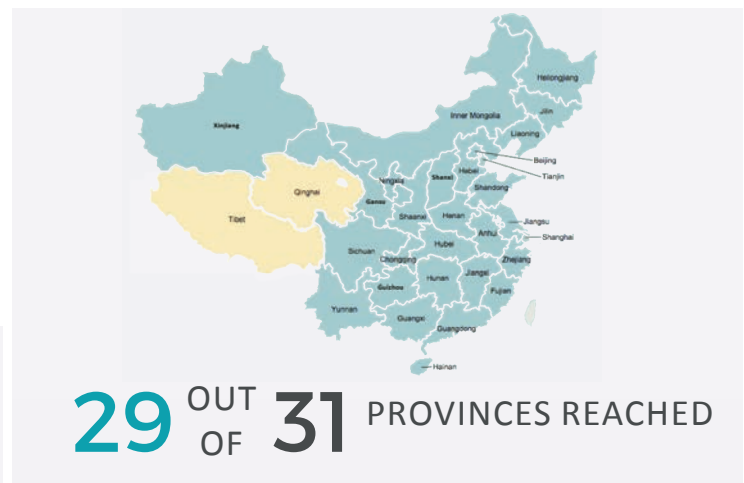 Heilongjiang
Jilin
Inner Mongolia
Liaoning
Xinjiang
Beijing
Hebei
Tianjin
Ningxia
Shanxi
Qinghai
Shandong
Gansu
Tibet
Shaanxi
Henan
Jiangsu
Anhui
Shanghai
Hubei
Sichuan
Chongqing
Zhejiang
Hunan
Jiangxi
Guizhou
Fujian
Yunnan
Guangxi
Guangdong
Hainan
29 OUT OF 31 PROVINCES REACHED